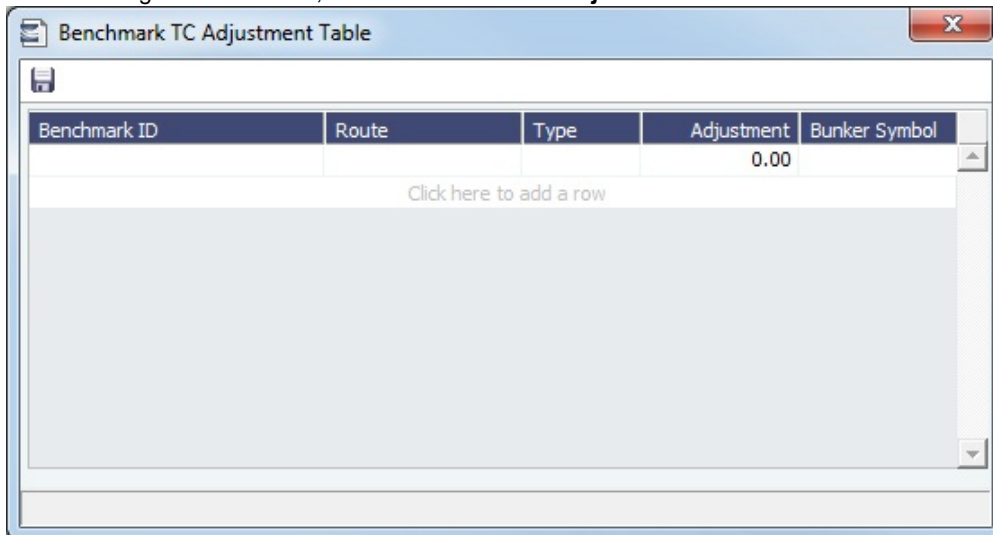 Benchmark TC Adjustment Table
Benchmark ID Route Type Adjustment Bunker Symbol
0.00
Click here to add a row